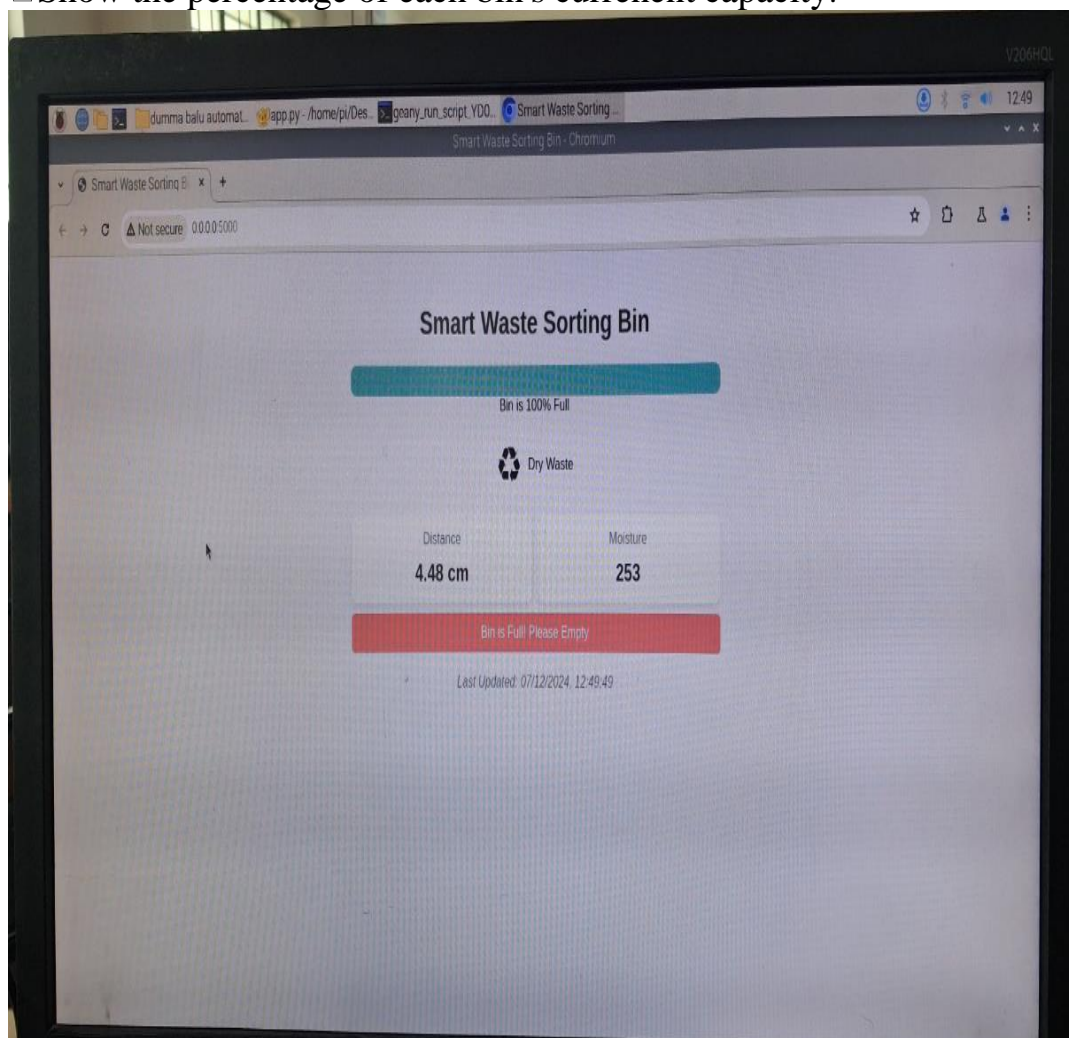 Show the percentage of each bin's current capacity.
V206HQL
dumma balu automat... app.py - /home/pi/Des... geany_run_script_YD0... Smart Waste Sorting ... 12:49
Smart Waste Sorting Bin - Chromium
Smart Waste Sorting B
Not secure 0.0.0.0:5000
Smart Waste Sorting Bin
Bin is 100% Full
Dry Waste
Distance Moisture
4.48 cm 253
Bin is Full! Please Empty
Last Updated: 07/12/2024, 12:49:49